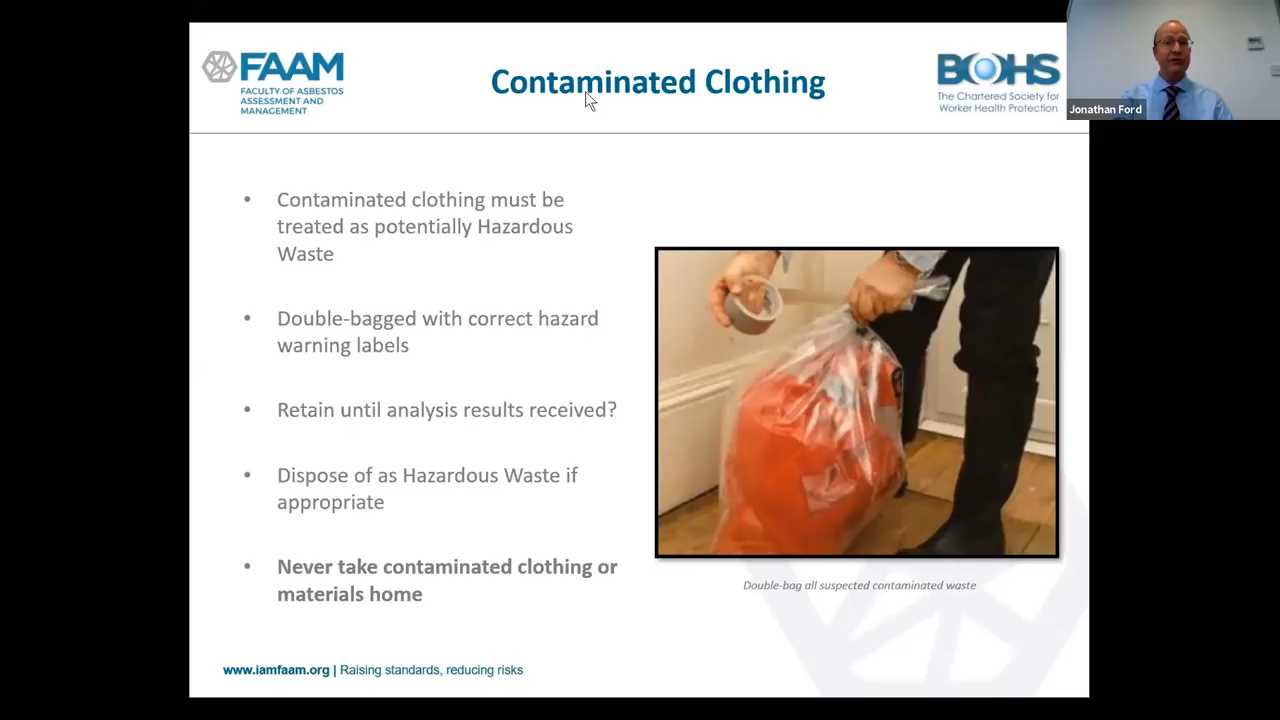 FAAM
FACULTY OF ASBESTOS
ASSESSMENT AND
MANAGEMENT
Contaminated Clothing
BOHS
The Chartered Society for
Worker Health Protection
Jonathan Ford
• Contaminated clothing must be
treated as potentially Hazardous
Waste
• Double-bagged with correct hazard
warning labels
• Retain until analysis results received?
• Dispose of as Hazardous Waste if
appropriate
• Never take contaminated clothing or
materials home
Double-bag all suspected contaminated waste
www.iamfaam.org | Raising standards, reducing risks